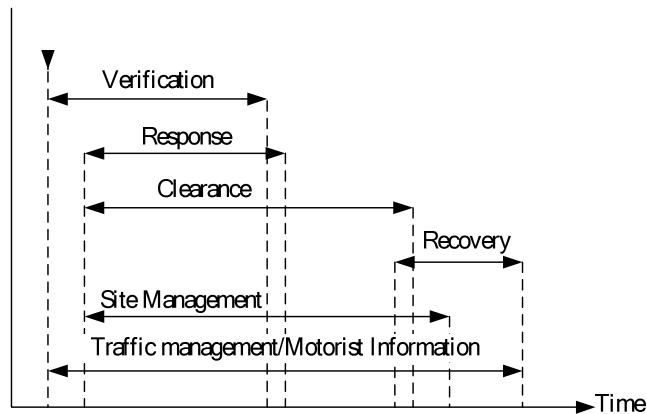 Verification
Response
Clearance
Recovery
Site Management
Traffic management/Motorist Information
Time